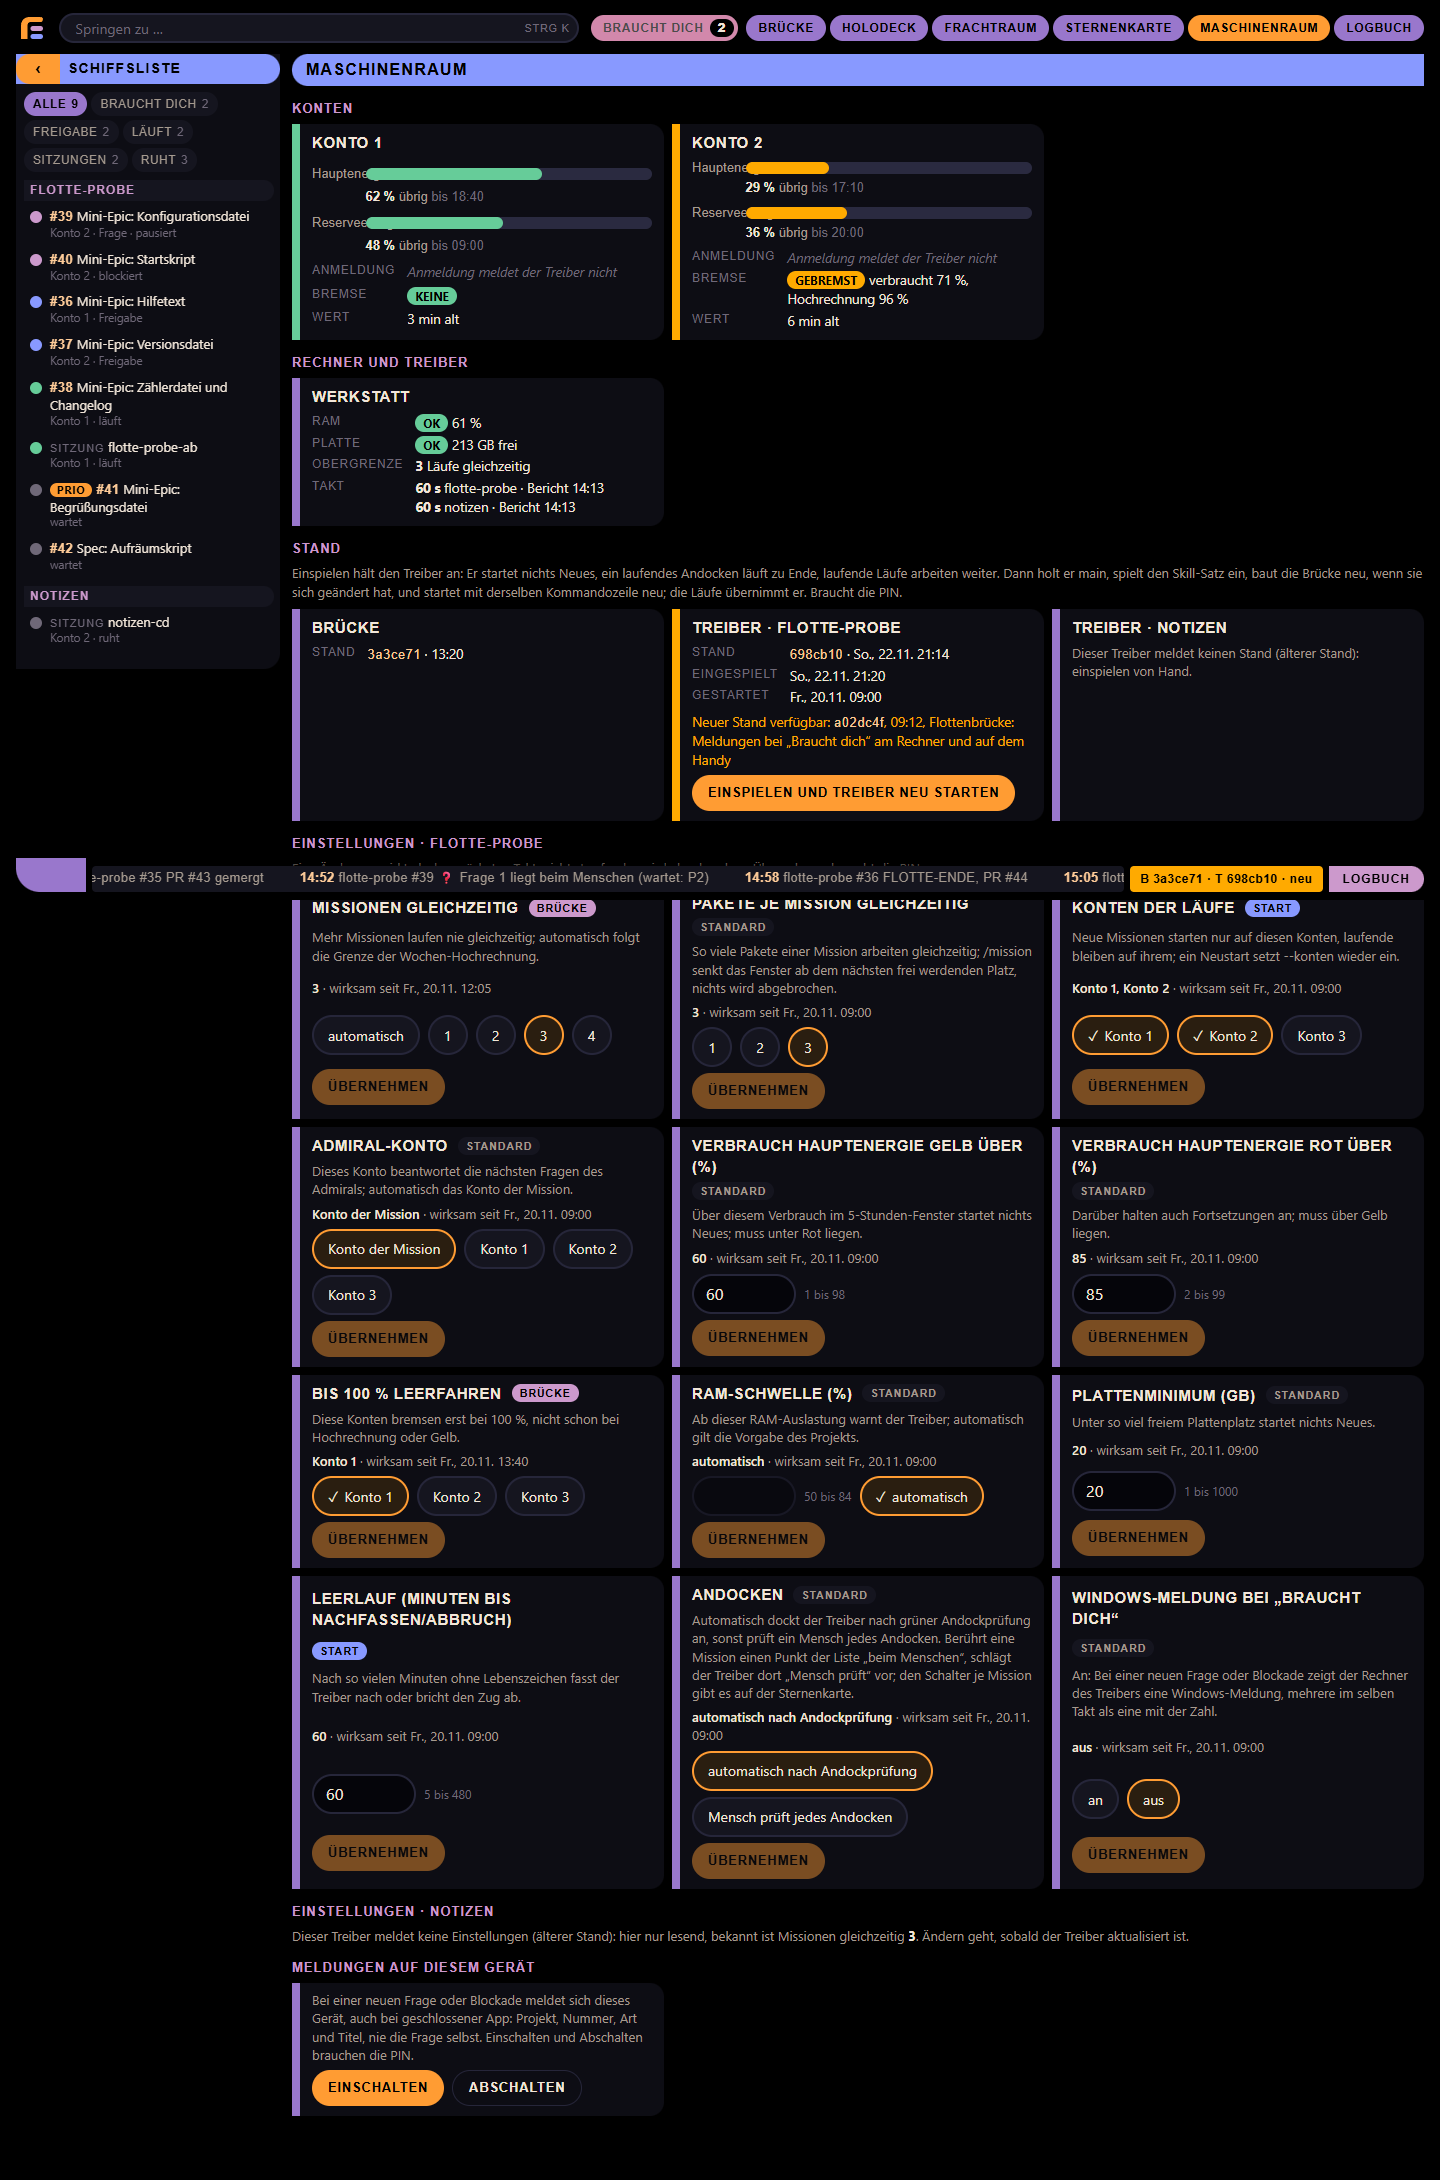 Springen zu ...
STRG K
BRAUCHT DICH 2
BRÜCKE
HOLODECK
FRACHTRAUM
STERNENKARTE
MASCHINENRAUM
LOGBUCH
‹
SCHIFFSLISTE
ALLE 9
BRAUCHT DICH 2
FREIGABE 2
LÄUFT 2
SITZUNGEN 2
RUHT 3
FLOTTE-PROBE
#39 Mini-Epic: Konfigurationsdatei
Konto 2 · Frage · pausiert
#40 Mini-Epic: Startskript
Konto 2 · blockiert
#36 Mini-Epic: Hilfetext
Konto 1 · Freigabe
#37 Mini-Epic: Versionsdatei
Konto 2 · Freigabe
#38 Mini-Epic: Zählerdatei und
Changelog
Konto 1 · läuft
SITZUNG flotte-probe-ab
Konto 1 · läuft
PRIO #41 Mini-Epic:
Begrüßungsdatei
wartet
#42 Spec: Aufräumskript
wartet
NOTIZEN
SITZUNG notizen-cd
Konto 2 · ruht
MASCHINENRAUM
KONTEN
KONTO 1
62 % übrig bis 18:40
48 % übrig bis 09:00
ANMELDUNG Anmeldung meldet der Treiber nicht
BREMSE KEINE
WERT 3 min alt
KONTO 2
29 % übrig bis 17:10
36 % übrig bis 20:00
ANMELDUNG Anmeldung meldet der Treiber nicht
BREMSE GEBREMST verbraucht 71 %,
Hochrechnung 96 %
WERT 6 min alt
RECHNER UND TREIBER
WERKSTATT
RAM OK 61 %
PLATTE OK 213 GB frei
OBERGRENZE 3 Läufe gleichzeitig
TAKT 60 s flotte-probe · Bericht 14:13
60 s notizen · Bericht 14:13
STAND
Einspielen hält den Treiber an: Er startet nichts Neues, ein laufendes Andocken läuft zu Ende, laufende Läufe arbeiten weiter. Dann holt er main, spielt den Skill-Satz ein, baut die Brücke neu, wenn sie
sich geändert hat, und startet mit derselben Kommandozeile neu; die Läufe übernimmt er. Braucht die PIN.
BRÜCKE
STAND 3a3ce71 · 13:20
TREIBER · FLOTTE-PROBE
STAND 698cb10 · So., 22.11. 21:14
EINGESPIELT So., 22.11. 21:20
GESTARTET Fr., 20.11. 09:00
Neuer Stand verfügbar: a02dc4f, 09:12, Flottenbrücke:
Meldungen bei „Braucht dich“ am Rechner und auf dem
Handy
EINSPIELEN UND TREIBER NEU STARTEN
TREIBER · NOTIZEN
Dieser Treiber meldet keinen Stand (älterer Stand):
einspielen von Hand.
EINSTELLUNGEN · FLOTTE-PROBE
e-probe #35 PR #43 gemergt 14:52 flotte-probe #39 ❓ Frage 1 liegt beim Menschen (wartet: P2) 14:58 flotte-probe #36 FLOTTE-ENDE, PR #44 15:05 flott
B 3a3ce71 · T 698cb10 · neu
LOGBUCH
MISSIONEN GLEICHZEITIG BRÜCKE
Mehr Missionen laufen nie gleichzeitig; automatisch folgt
die Grenze der Wochen-Hochrechnung.
3 · wirksam seit Fr., 20.11. 12:05
automatisch 1 2 3 4
ÜBERNEHMEN
PAKETE JE MISSION GLEICHZEITIG
STANDARD
So viele Pakete einer Mission arbeiten gleichzeitig; /mission
senkt das Fenster ab dem nächsten frei werdenden Platz,
nichts wird abgebrochen.
3 · wirksam seit Fr., 20.11. 09:00
1 2 3
ÜBERNEHMEN
KONTEN DER LÄUFE START
Neue Missionen starten nur auf diesen Konten, laufende
bleiben auf ihrem; ein Neustart setzt --konten wieder ein.
Konto 1, Konto 2 · wirksam seit Fr., 20.11. 09:00
✓ Konto 1 ✓ Konto 2 Konto 3
ÜBERNEHMEN
ADMIRAL-KONTO STANDARD
Dieses Konto beantwortet die nächsten Fragen des
Admirals; automatisch das Konto der Mission.
Konto der Mission · wirksam seit Fr., 20.11. 09:00
Konto der Mission Konto 1 Konto 2
Konto 3
ÜBERNEHMEN
VERBRAUCH HAUPTENERGIE GELB ÜBER
(%)
STANDARD
Über diesem Verbrauch im 5-Stunden-Fenster startet nichts
Neues; muss unter Rot liegen.
60 · wirksam seit Fr., 20.11. 09:00
60 1 bis 98
ÜBERNEHMEN
VERBRAUCH HAUPTENERGIE ROT ÜBER
(%)
STANDARD
Darüber halten auch Fortsetzungen an; muss über Gelb
liegen.
85 · wirksam seit Fr., 20.11. 09:00
85 2 bis 99
ÜBERNEHMEN
BIS 100 % LEERFAHREN BRÜCKE
Diese Konten bremsen erst bei 100 %, nicht schon bei
Hochrechnung oder Gelb.
Konto 1 · wirksam seit Fr., 20.11. 13:40
✓ Konto 1 Konto 2 Konto 3
ÜBERNEHMEN
RAM-SCHWELLE (%) STANDARD
Ab dieser RAM-Auslastung warnt der Treiber; automatisch
gilt die Vorgabe des Projekts.
automatisch · wirksam seit Fr., 20.11. 09:00
50 bis 84 ✓ automatisch
ÜBERNEHMEN
PLATTENMINIMUM (GB) STANDARD
Unter so viel freiem Plattenplatz startet nichts Neues.
20 · wirksam seit Fr., 20.11. 09:00
20 1 bis 1000
ÜBERNEHMEN
LEERLAUF (MINUTEN BIS
NACHFASSEN/ABBRUCH)
START
Nach so vielen Minuten ohne Lebenszeichen fasst der
Treiber nach oder bricht den Zug ab.
60 · wirksam seit Fr., 20.11. 09:00
60 5 bis 480
ÜBERNEHMEN
ANDOCKEN STANDARD
Automatisch dockt der Treiber nach grüner Andockprüfung
an, sonst prüft ein Mensch jedes Andocken. Berührt eine
Mission einen Punkt der Liste „beim Menschen“, schlägt
der Treiber dort „Mensch prüft“ vor; den Schalter je Mission
gibt es auf der Sternenkarte.
automatisch nach Andockprüfung · wirksam seit Fr., 20.11.
09:00
automatisch nach Andockprüfung
Mensch prüft jedes Andocken
ÜBERNEHMEN
WINDOWS-MELDUNG BEI „BRAUCHT
DICH“
STANDARD
An: Bei einer neuen Frage oder Blockade zeigt der Rechner
des Treibers eine Windows-Meldung, mehrere im selben
Takt als eine mit der Zahl.
aus · wirksam seit Fr., 20.11. 09:00
an aus
ÜBERNEHMEN
EINSTELLUNGEN · NOTIZEN
Dieser Treiber meldet keine Einstellungen (älterer Stand): hier nur lesend, bekannt ist Missionen gleichzeitig 3. Ändern geht, sobald der Treiber aktualisiert ist.
MELDUNGEN AUF DIESEM GERÄT
Bei einer neuen Frage oder Blockade meldet sich dieses
Gerät, auch bei geschlossener App: Projekt, Nummer, Art
und Titel, nie die Frage selbst. Einschalten und Abschalten
brauchen die PIN.
EINSCHALTEN ABSCHALTEN